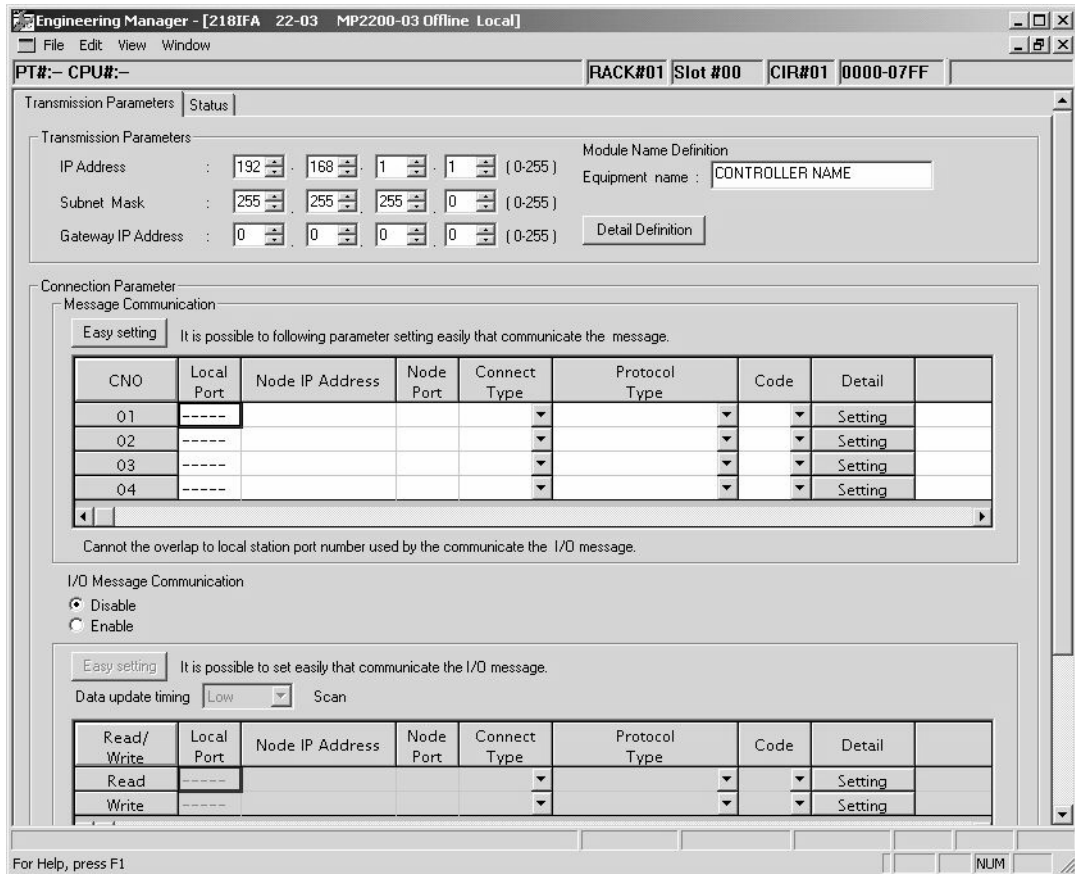 Engineering Manager - [218IFA 22-03 MP2200-03 Offline Local]
File Edit View Window
PT#:– CPU#:– RACK#01 Slot #00 CIR#01 0000-07FF
Transmission Parameters Status
Transmission Parameters
IP Address : 192 . 168 . 1 . 1 ( 0-255 )
Module Name Definition
Equipment name : CONTROLLER NAME
Subnet Mask : 255 . 255 . 255 . 0 ( 0-255 )
Gateway IP Address : 0 . 0 . 0 . 0 ( 0-255 )
Detail Definition
Connection Parameter
Message Communication
Easy setting It is possible to following parameter setting easily that communicate the message.
CNO Local Port Node IP Address Node Port Connect Type Protocol Type Code Detail
01 ----- Setting
02 ----- Setting
03 ----- Setting
04 ----- Setting
Cannot the overlap to local station port number used by the communicate the I/O message.
I/O Message Communication
Disable
Enable
Easy setting It is possible to set easily that communicate the I/O message.
Data update timing Low Scan
Read/ Write Local Port Node IP Address Node Port Connect Type Protocol Type Code Detail
Read ----- Setting
Write ----- Setting
For Help, press F1 NUM